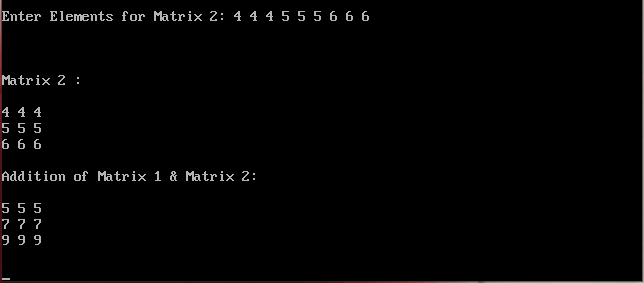 Enter Elements for Matrix 2: 4 4 4 5 5 5 6 6 6
Matrix 2 :
4 4 4
5 5 5
6 6 6
Addition of Matrix 1 & Matrix 2:
5 5 5
7 7 7
9 9 9